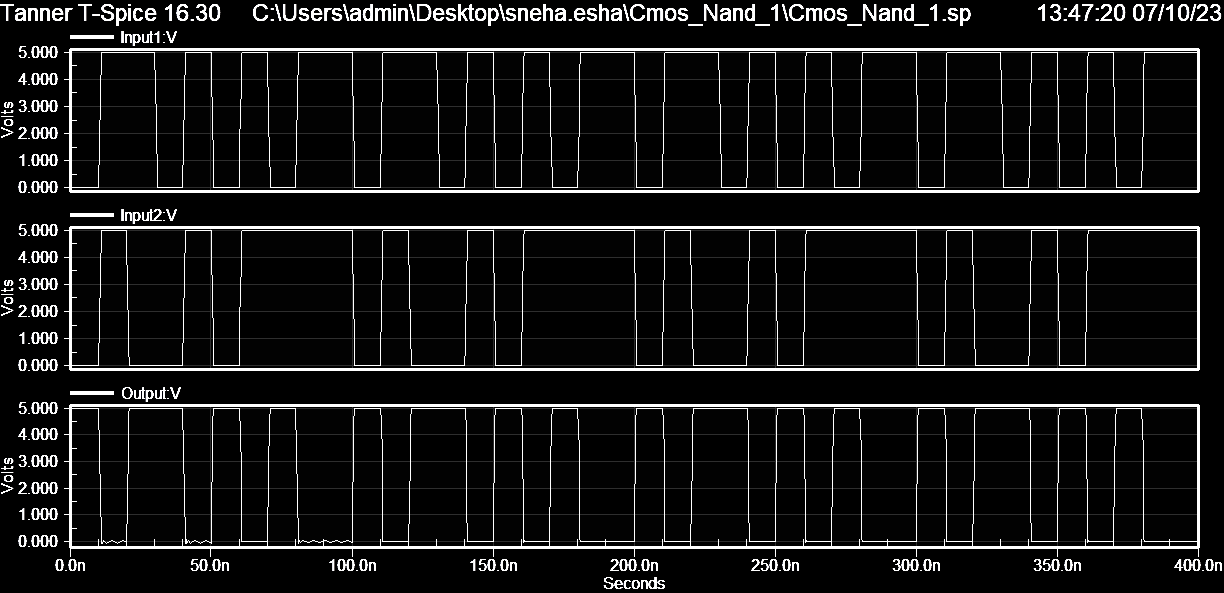 Tanner T-Spice 16.30 C:\Users\admin\Desktop\sneha.esha\Cmos_Nand_1\Cmos_Nand_1.sp 13:47:20 07/10/23
Input1:V
5.000
4.000
3.000
2.000
1.000
0.000
Volts
Input2:V
5.000
4.000
3.000
2.000
1.000
0.000
Volts
Output:V
5.000
4.000
3.000
2.000
1.000
0.000
Volts
0.0n 50.0n 100.0n 150.0n 200.0n 250.0n 300.0n 350.0n 400.0n
Seconds